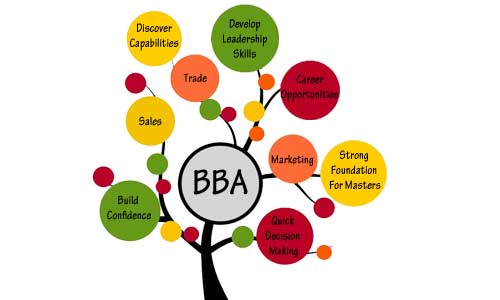 Discover
Capabilities
Develop
Leadership
Skills
Trade
Career
Opportunities
Sales
Marketing
Strong
Foundation
For Masters
BBA
Build
Confidence
Quick
Decision
Making